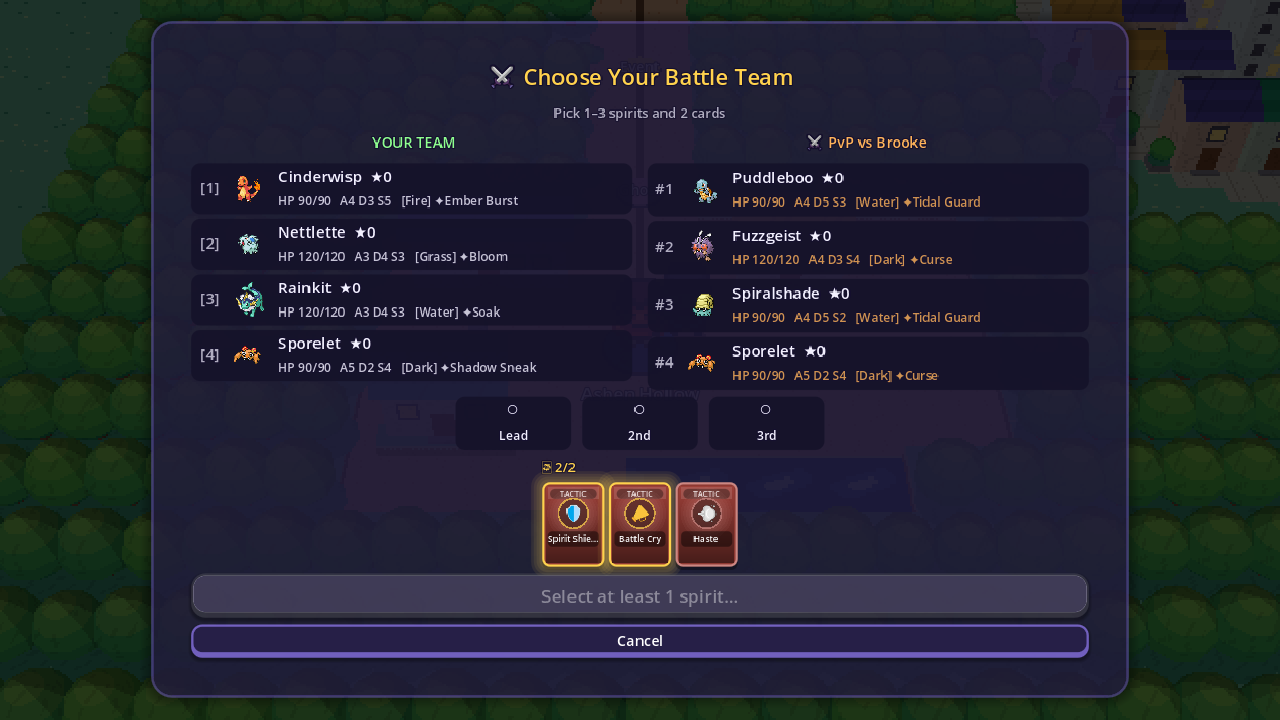 Choose Your Battle Team
Pick 1–3 spirits and 2 cards
YOUR TEAM
[1] Cinderwisp ★0
HP 90/90 A4 D3 S5 [Fire] ✦Ember Burst
[2] Nettlette ★0
HP 120/120 A3 D4 S3 [Grass] ✦Bloom
[3] Rainkit ★0
HP 120/120 A3 D4 S3 [Water] ✦Soak
[4] Sporelet ★0
HP 90/90 A5 D2 S4 [Dark] ✦Shadow Sneak
PvP vs Brooke
#1 Puddleboo ★0
HP 90/90 A4 D5 S3 [Water] ✦Tidal Guard
#2 Fuzzgeist ★0
HP 120/120 A4 D3 S4 [Dark] ✦Curse
#3 Spiralshade ★0
HP 90/90 A4 D5 S2 [Water] ✦Tidal Guard
#4 Sporelet ★0
HP 90/90 A5 D2 S4 [Dark] ✦Curse
Lead
2nd
3rd
2/2
TACTIC
Spirit Shie...
TACTIC
Battle Cry
TACTIC
Haste
Select at least 1 spirit...
Cancel